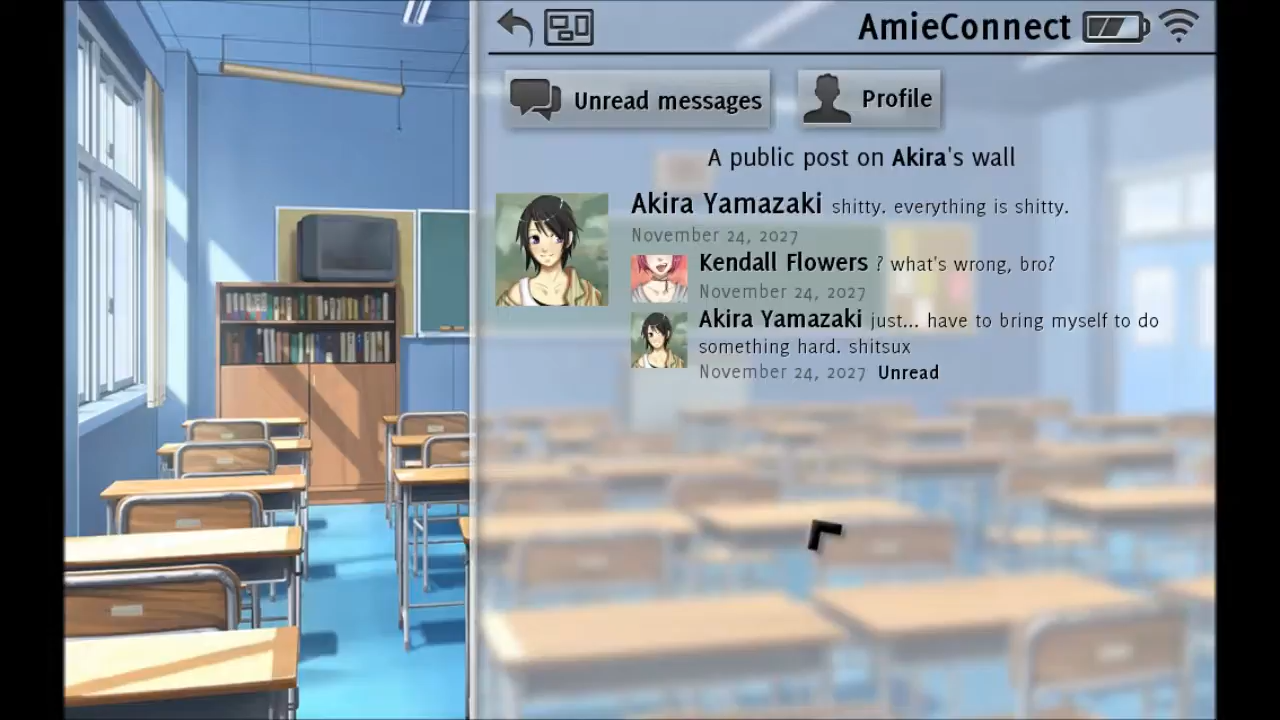 AmieConnect
Unread messages
Profile
A public post on Akira's wall
Akira Yamazaki shitty. everything is shitty.
November 24, 2027
Kendall Flowers ? what's wrong, bro?
November 24, 2027
Akira Yamazaki just... have to bring myself to do
something hard. shitsux
November 24, 2027 Unread